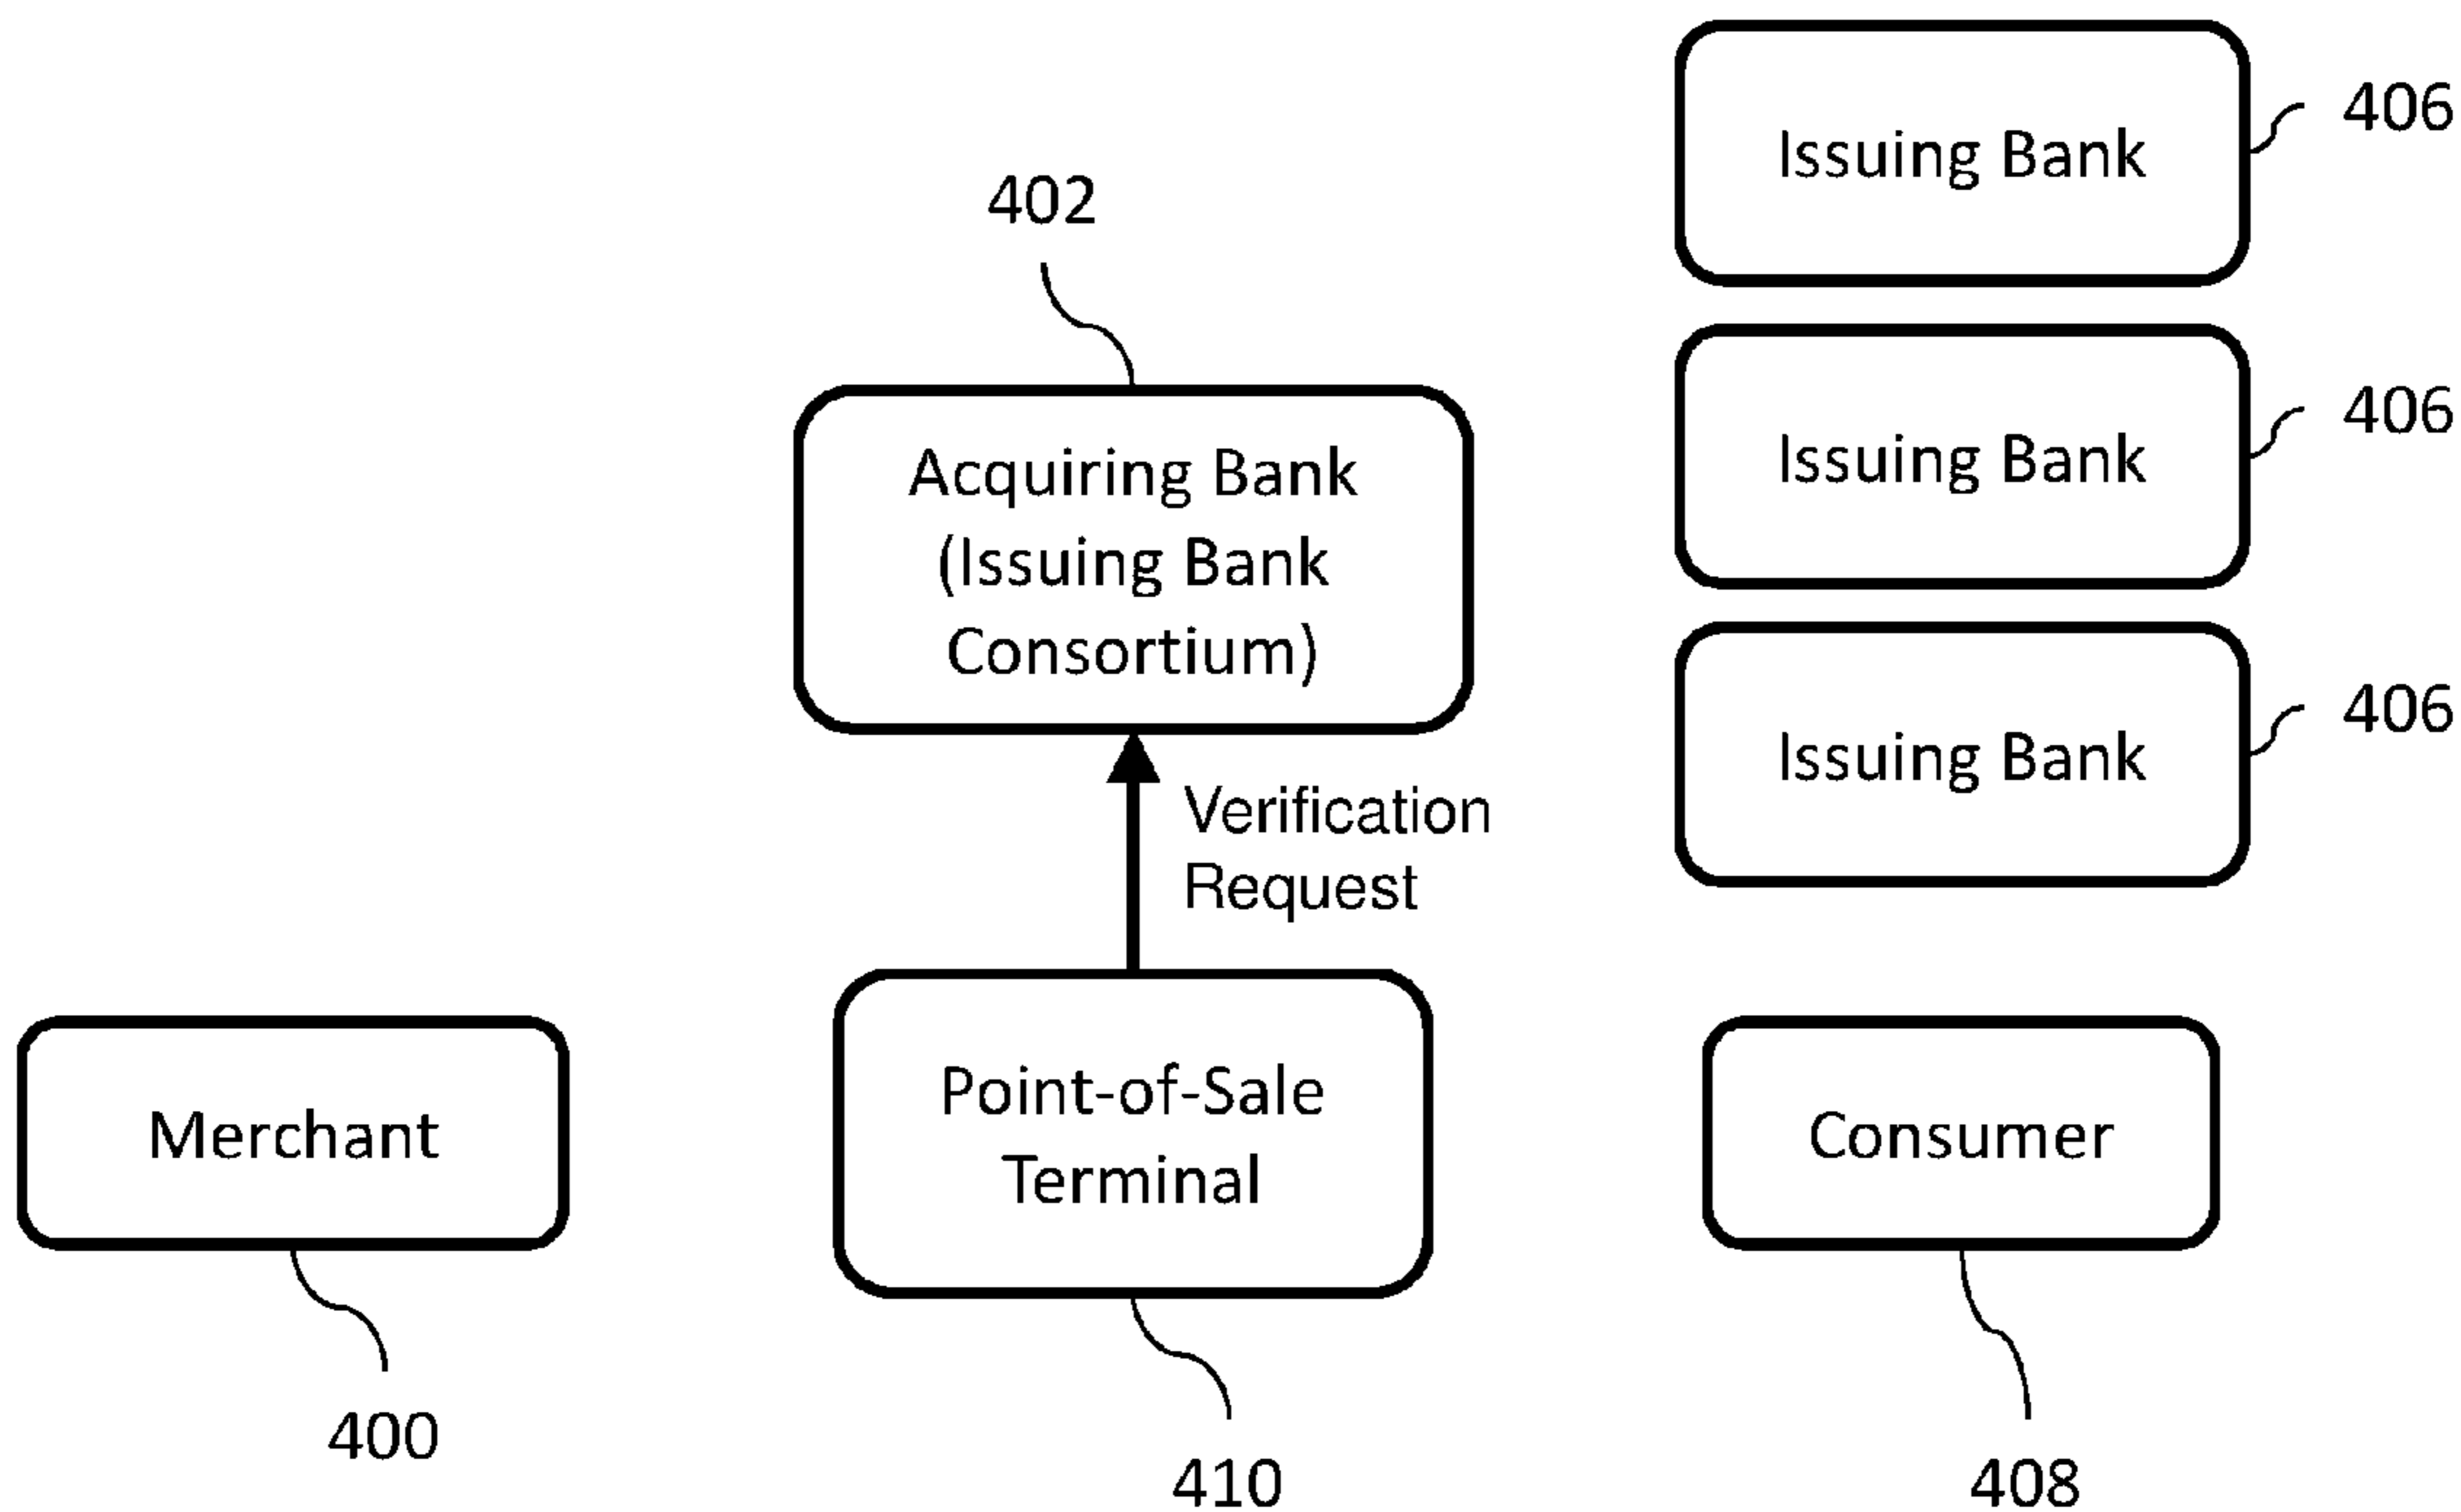 Issuing Bank
406
402
Issuing Bank
406
Acquiring Bank
(Issuing Bank
Consortium)
Issuing Bank
406
Verification
Request
Merchant
400
Point-of-Sale
Terminal
410
Consumer
408